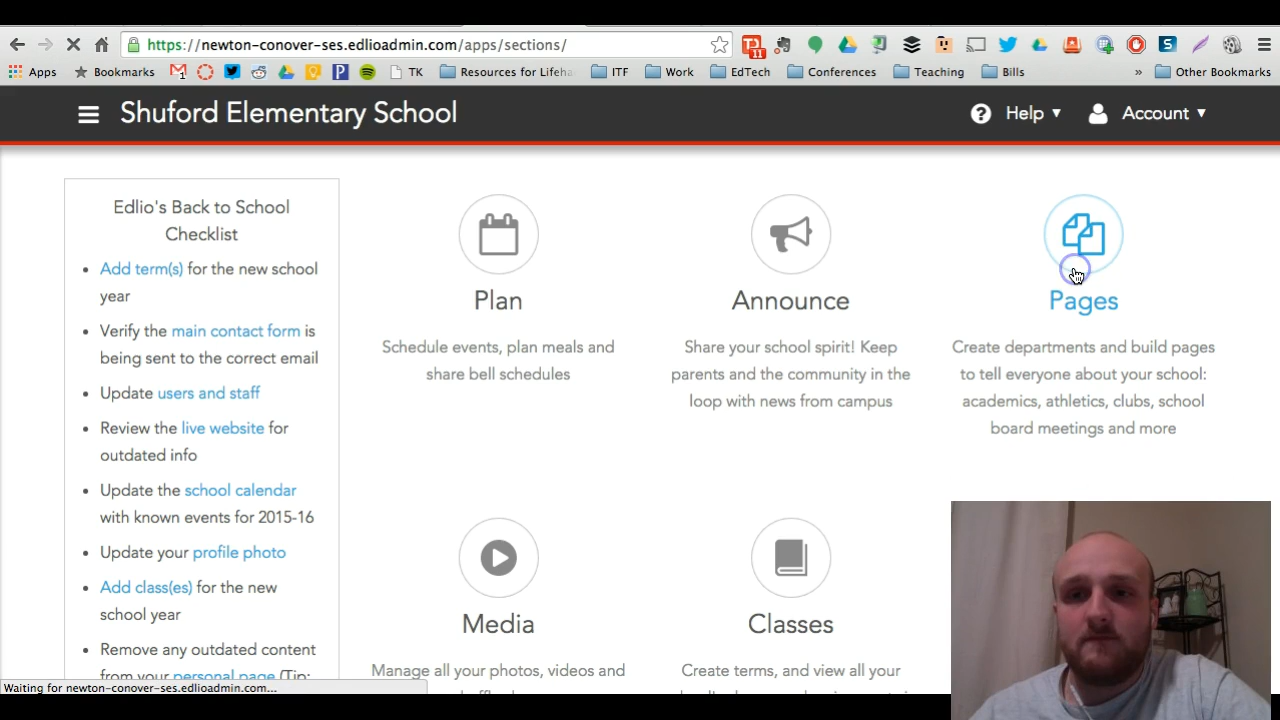 https://newton-conover-ses.edlioadmin.com/apps/sections/
11
Apps Bookmarks TK Resources for Lifeha ITF Work EdTech Conferences Teaching Bills » Other Bookmarks
Shuford Elementary School
? Help ▼ Account ▼
Edlio's Back to School
Checklist
• Add term(s) for the new school
year
• Verify the main contact form is
being sent to the correct email
• Update users and staff
• Review the live website for
outdated info
• Update the school calendar
with known events for 2015-16
• Update your profile photo
• Add class(es) for the new
school year
• Remove any outdated content
from your personal page (Tip:
Plan
Schedule events, plan meals and
share bell schedules
Announce
Share your school spirit! Keep
parents and the community in the
loop with news from campus
Pages
Create departments and build pages
to tell everyone about your school:
academics, athletics, clubs, school
board meetings and more
Media
Manage all your photos, videos and
Classes
Create terms, and view all your
Waiting for newton-conover-ses.edlioadmin.com...